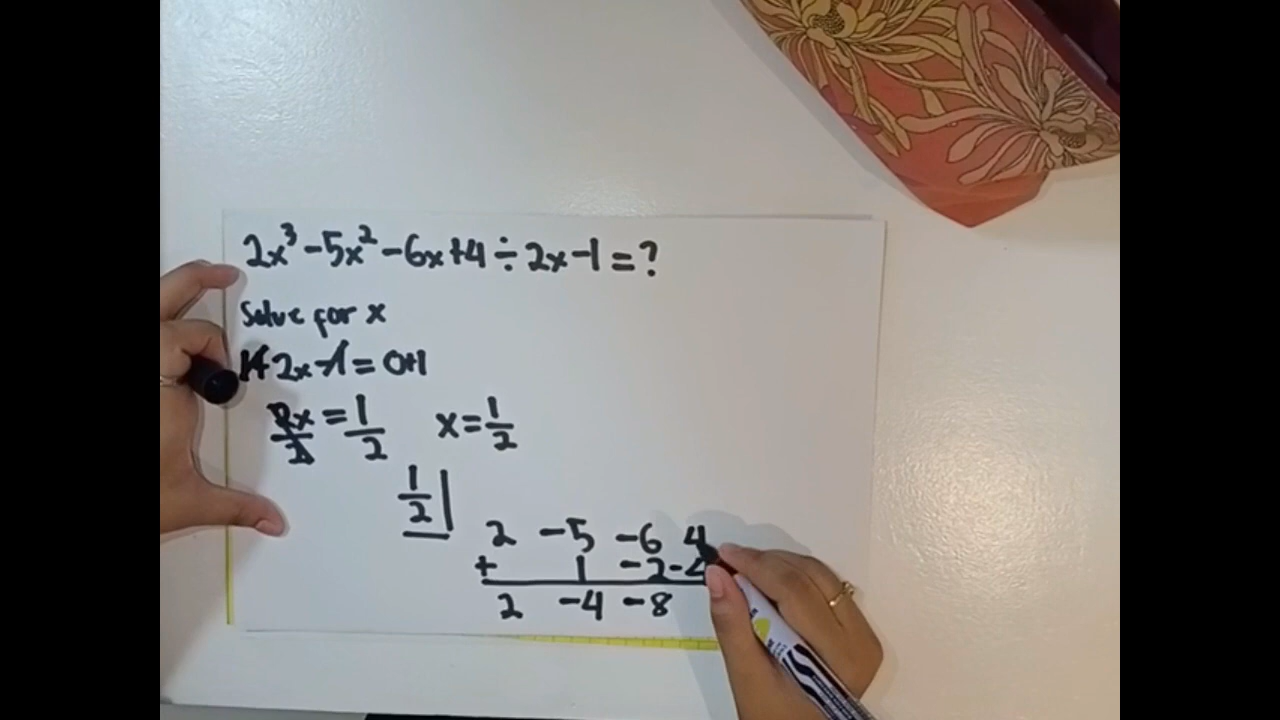 2x³-5x²-6x+4÷2x-1=?
Solve for x
1+2x-1=0+1
2x/2=1/2 x=1/2
1/2
2 -5 -6 4
+ 1 -2 -4
2 -4 -8